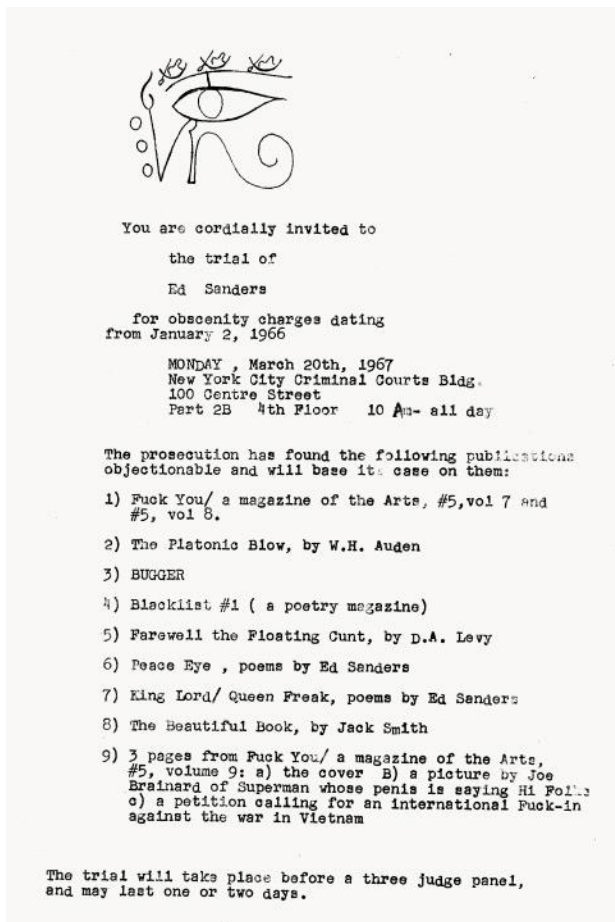 You are cordially invited to
the trial of
Ed Sanders
for obscenity charges dating
from January 2, 1966
MONDAY , March 20th, 1967
New York City Criminal Courts Bldg.
100 Centre Street
Part 2B 4th Floor 10 Am- all day
The prosecution has found the following publications
objectionable and will base its case on them:
1) Fuck You/ a magazine of the Arts, #5,vol 7 and
#5, vol 8.
2) The Platonic Blow, by W.H. Auden
3) BUGGER
4) Blacklist #1 ( a poetry magazine)
5) Farewell the Floating Cunt, by D.A. Levy
6) Peace Eye , poems by Ed Sanders
7) King Lord/ Queen Freak, poems by Ed Sanders
8) The Beautiful Book, by Jack Smith
9) 3 pages from Fuck You/ a magazine of the Arts,
#5, volume 9: a) the cover B) a picture by Joe
Brainard of Superman whose penis is saying Hi Folks
c) a petition calling for an international Fuck-in
against the war in Vietnam
The trial will take place before a three judge panel,
and may last one or two days.